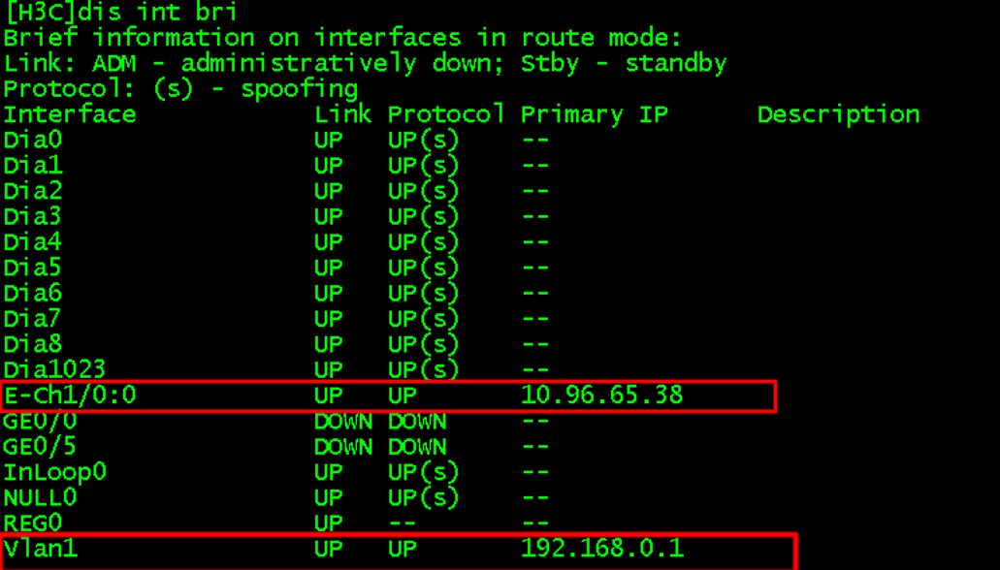 [H3C]dis int bri
Brief information on interfaces in route mode:
Link: ADM - administratively down; Stby - standby
Protocol: (s) - spoofing
Interface Link Protocol Primary IP Description
Dia0 UP UP(s) --
Dia1 UP UP(s) --
Dia2 UP UP(s) --
Dia3 UP UP(s) --
Dia4 UP UP(s) --
Dia5 UP UP(s) --
Dia6 UP UP(s) --
Dia7 UP UP(s) --
Dia8 UP UP(s) --
Dia1023 UP UP(s) --
E-Ch1/0:0 UP UP 10.96.65.38
GE0/0 DOWN DOWN --
GE0/5 DOWN DOWN --
InLoop0 UP UP(s) --
NULL0 UP UP(s) --
REG0 UP -- --
Vlan1 UP UP 192.168.0.1